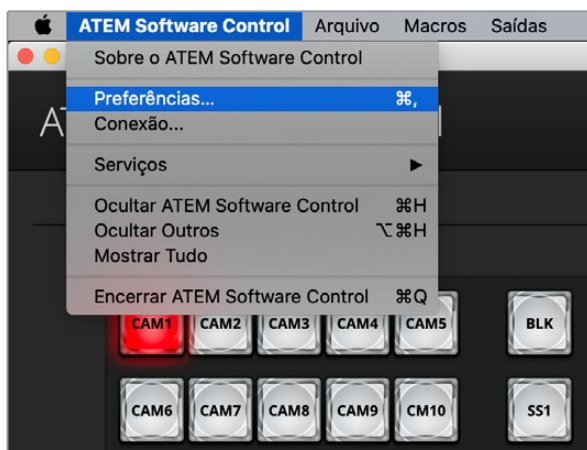 ATEM Software Control Arquivo Macros Saídas
Sobre o ATEM Software Control
Preferências... ⌘,
Conexão...
Serviços ▶
Ocultar ATEM Software Control ⌘H
Ocultar Outros ⌥⌘H
Mostrar Tudo
Encerrar ATEM Software Control ⌘Q
CAM1 CAM2 CAM3 CAM4 CAM5 BLK
CAM6 CAM7 CAM8 CAM9 CM10 SS1